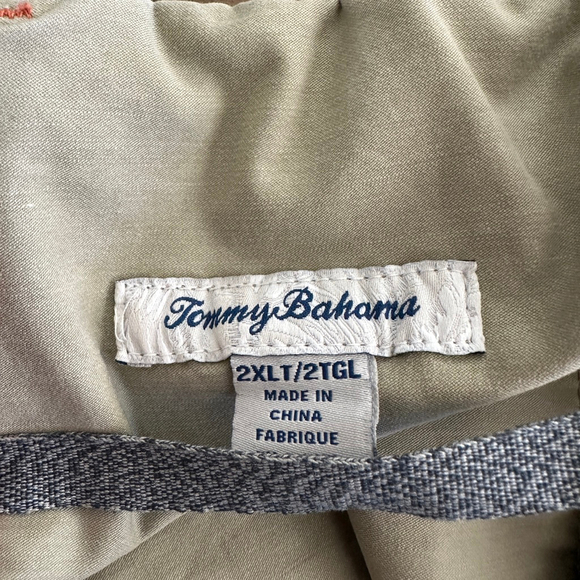 Tommy Bahama
2XLT/2TGL
MADE IN
CHINA
FABRIQUE